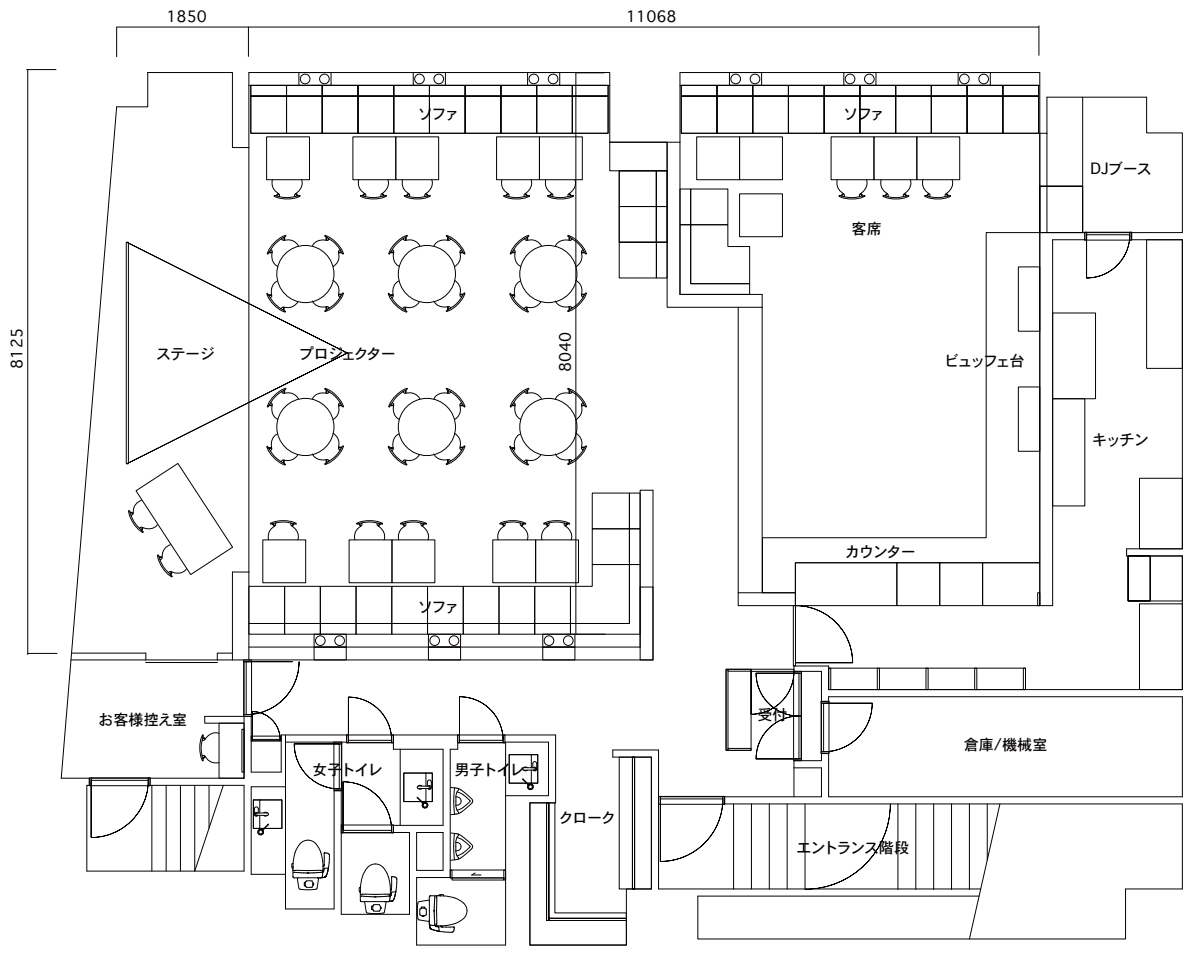 1850
11068
ソファ
ソファ
DJブース
客席
8125
ステージ
プロジェクター
8040
ビュッフェ台
キッチン
カウンター
ソファ
お客様控え室
受付
倉庫/機械室
女子トイレ
男子トイレ
クローク
エントランス階段